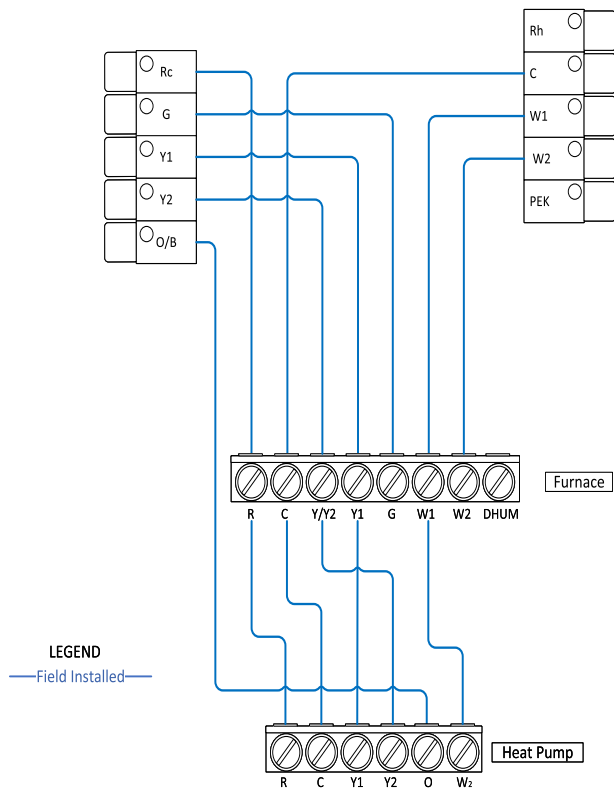 Rc
G
Y1
Y2
O/B
Rh
C
W1
W2
PEK
R C Y/Y2 Y1 G W1 W2 DHUM
Furnace
LEGEND
Field Installed
Heat Pump
R C Y1 Y2 O W₂